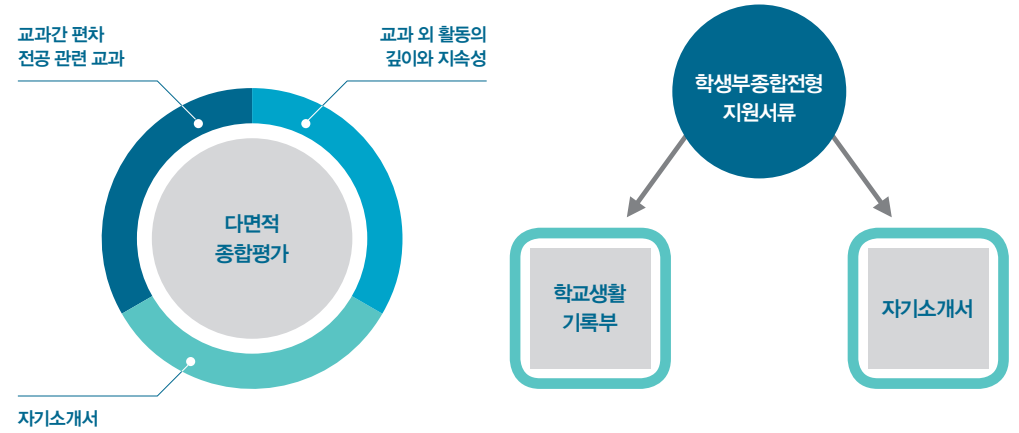 교과간 편차
전공 관련 교과
교과 외 활동의
깊이와 지속성
다면적
종합평가
자기소개서
학생부종합전형
지원서류
학교생활
기록부
자기소개서